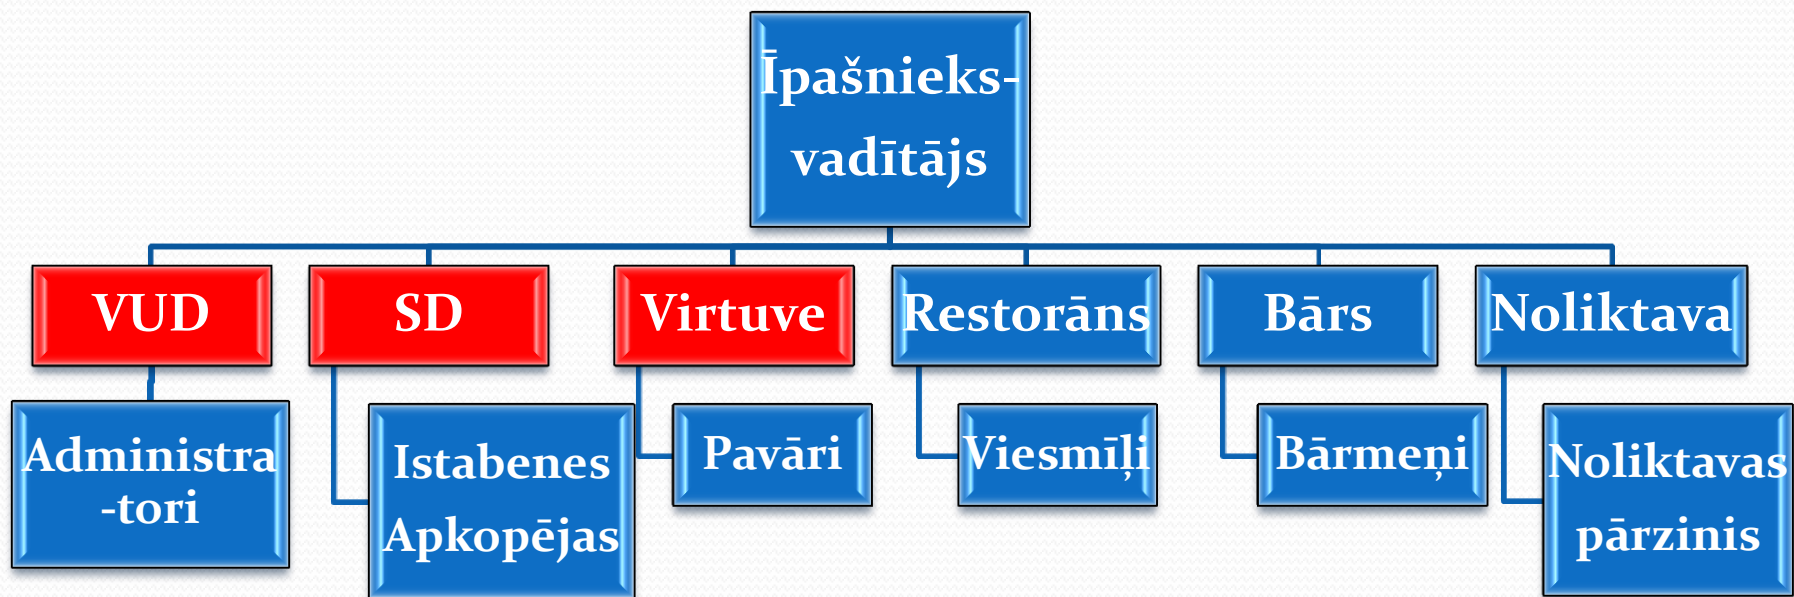 Īpašnieks-
vadītājs
VUD
SD
Virtuve
Restorāns
Bārs
Noliktava
Administra
-tori
Istabenes
Apkopējas
Pavāri
Viesmīļi
Bārmeņi
Noliktavas
pārzinis